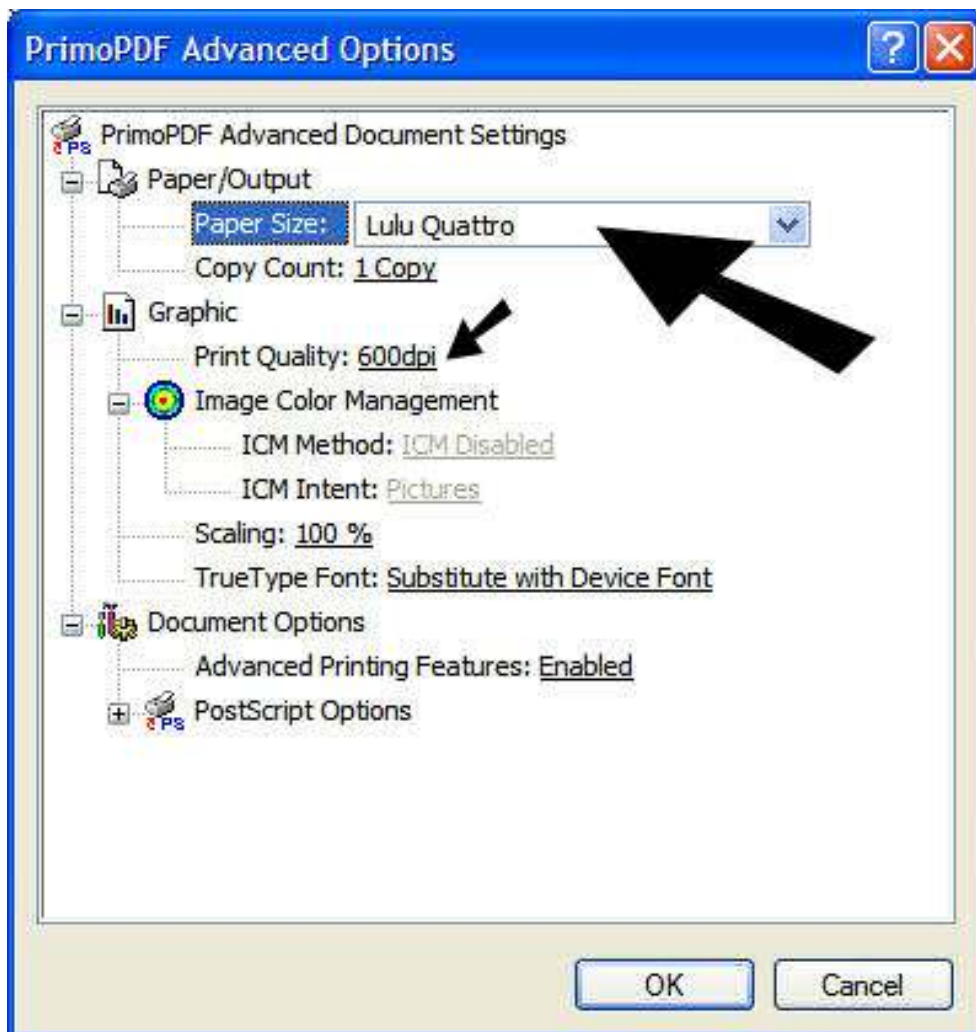 PrimoPDF Advanced Options
PrimoPDF Advanced Document Settings
Paper/Output
Paper Size: Lulu Quattro
Copy Count: 1 Copy
Graphic
Print Quality: 600dpi
Image Color Management
ICM Method: ICM Disabled
ICM Intent: Pictures
Scaling: 100 %
TrueType Font: Substitute with Device Font
Document Options
Advanced Printing Features: Enabled
PostScript Options
OK Cancel